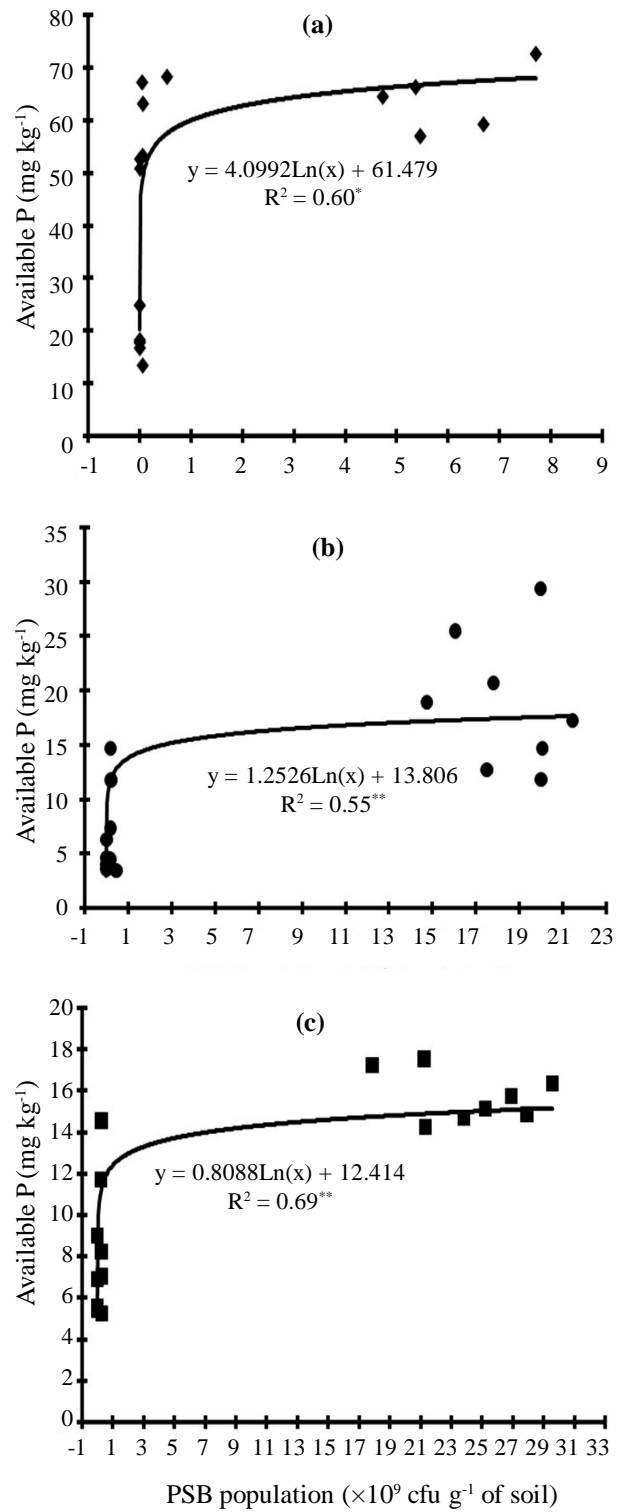 (a)
80
70
60
50
40
30
20
10
0
Available P (mg kg⁻¹)
y = 4.0992Ln(x) + 61.479
R² = 0.60*
-1 0 1 2 3 4 5 6 7 8 9
(b)
35
30
25
20
15
10
5
0
Available P (mg kg⁻¹)
y = 1.2526Ln(x) + 13.806
R² = 0.55**
-1 1 3 5 7 9 11 13 15 17 19 21 23
(c)
20
18
16
14
12
10
8
6
4
2
0
Available P (mg kg⁻¹)
y = 0.8088Ln(x) + 12.414
R² = 0.69**
-1 1 3 5 7 9 11 13 15 17 19 21 23 25 27 29 31 33
PSB population (×10⁹ cfu g⁻¹ of soil)